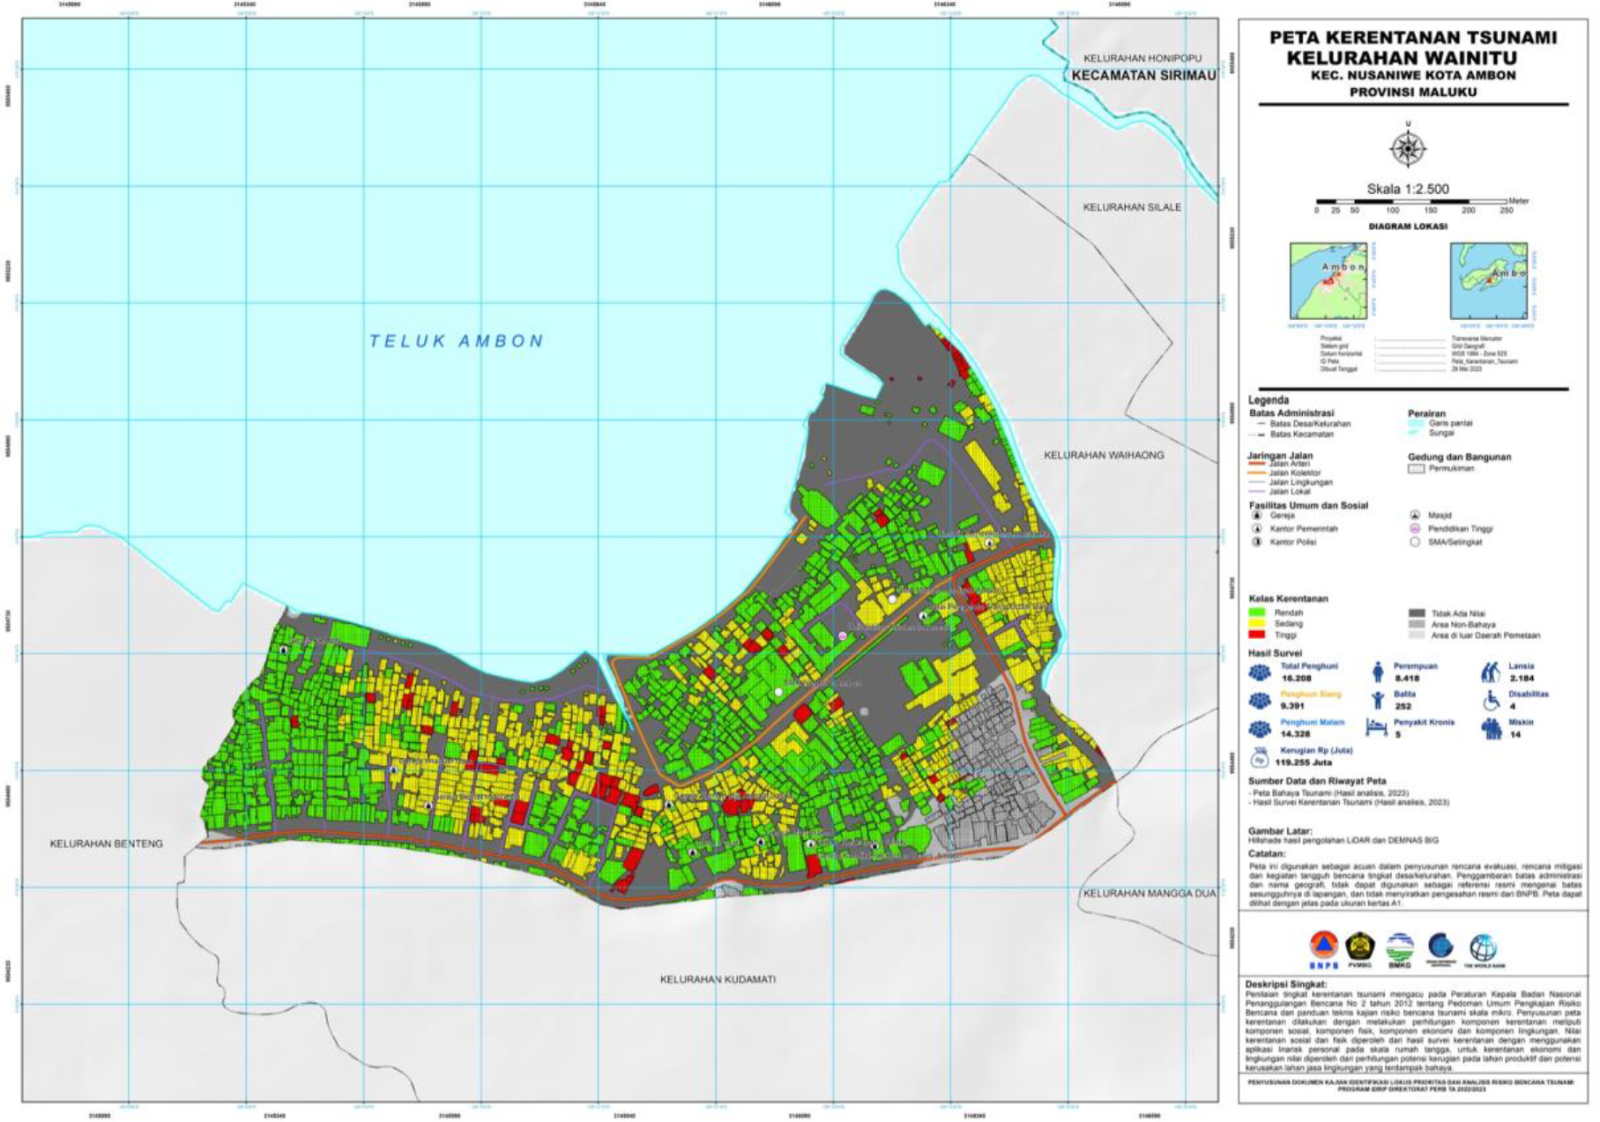 PETA KERENTANAN TSUNAMI
KELURAHAN WAINITU
KEC. NUSANIWE KOTA AMBON
PROVINSI MALUKU
U
Skala 1:2.500
Meter
0 25 50 100 150 200 250
DIAGRAM LOKASI
Ambon
Ambo
Proyeksi : Transverse Mercator
Sistem grid : Grid Geografi
Datum horizontal
ID Peta : Peta_Kerentanan_Tsunami
Dibuat Tanggal : 29 Mei 2023
Legenda
Batas Administrasi
Batas Desa/Kelurahan
Batas Kecamatan
Perairan
Garis pantai
Sungai
Jaringan Jalan
Jalan Arteri
Jalan Kolektor
Jalan Lingkungan
Jalan Lokal
Gedung dan Bangunan
Permukiman
Fasilitas Umum dan Sosial
Gereja
Kantor Pemerintah
Kantor Polisi
Masjid
Pendidikan Tinggi
SMA/Setingkat
Kelas Kerentanan
Rendah
Sedang
Tinggi
Tidak Ada Nilai
Area Non-Bahaya
Area di luar Daerah Pemetaan
Hasil Survei
Total Penghuni
16.208
Perempuan
8.418
Lansia
2.184
Penghuni Siang
9.391
Balita
252
Disabilitas
4
Penghuni Malam
14.328
Penyakit Kronis
5
Miskin
14
Kerugian Rp (Juta)
119.255 Juta
Sumber Data dan Riwayat Peta
- Peta Bahaya Tsunami (Hasil analisis, 2023)
- Hasil Survei Kerentanan Tsunami (Hasil analisis, 2023)
Gambar Latar:
Hillshade hasil pengolahan LiDAR dan DEMNAS BIG
Catatan:
Peta ini digunakan sebagai acuan dalam penyusunan rencana evakuasi, rencana mitigasi
dan kegiatan tangguh bencana tingkat desa/kelurahan. Penggambaran batas administrasi
dan nama geografi, tidak dapat digunakan sebagai referensi resmi mengenai batas
sesungguhnya di lapangan, dan tidak menyiratkan pengesahan resmi dari BNPB. Peta dapat
dilihat dengan jelas pada ukuran kertas A1.
BNPB
PVMBG
BMKG
THE WORLD BANK
Deskripsi Singkat:
Penilaian tingkat kerentanan tsunami mengacu pada Peraturan Kepala Badan Nasional
Penanggulangan Bencana No 2 tahun 2012 tentang Pedoman Umum Pengkajian Risiko
Bencana dan panduan teknis kajian risiko bencana tsunami skala mikro. Penyusunan peta
kerentanan dilakukan dengan melakukan perhitungan komponen kerentanan meliputi
komponen sosial, komponen fisik, komponen ekonomi dan komponen lingkungan. Nilai
kerentanan sosial dan fisik diperoleh dari hasil survei kerentanan dengan menggunakan
aplikasi Inarisk personal pada skala rumah tangga, untuk kerentanan ekonomi dan
lingkungan nilai diperoleh dari perhitungan potensi kerugian pada lahan produktif dan potensi
kerusakan lahan jasa lingkungan yang terdampak bahaya.
PENYUSUNAN DOKUMEN KAJIAN IDENTIFIKASI LOKUS PRIORITAS DAN ANALISIS RISIKO BENCANA TSUNAMI
PROGRAM IDRIP DIREKTORAT PERB TA 2022/2023
KELURAHAN HONIPOPU
KECAMATAN SIRIMAU
KELURAHAN SILALE
TELUK AMBON
KELURAHAN WAIHAONG
KELURAHAN BENTENG
KELURAHAN MANGGA DUA
KELURAHAN KUDAMATI